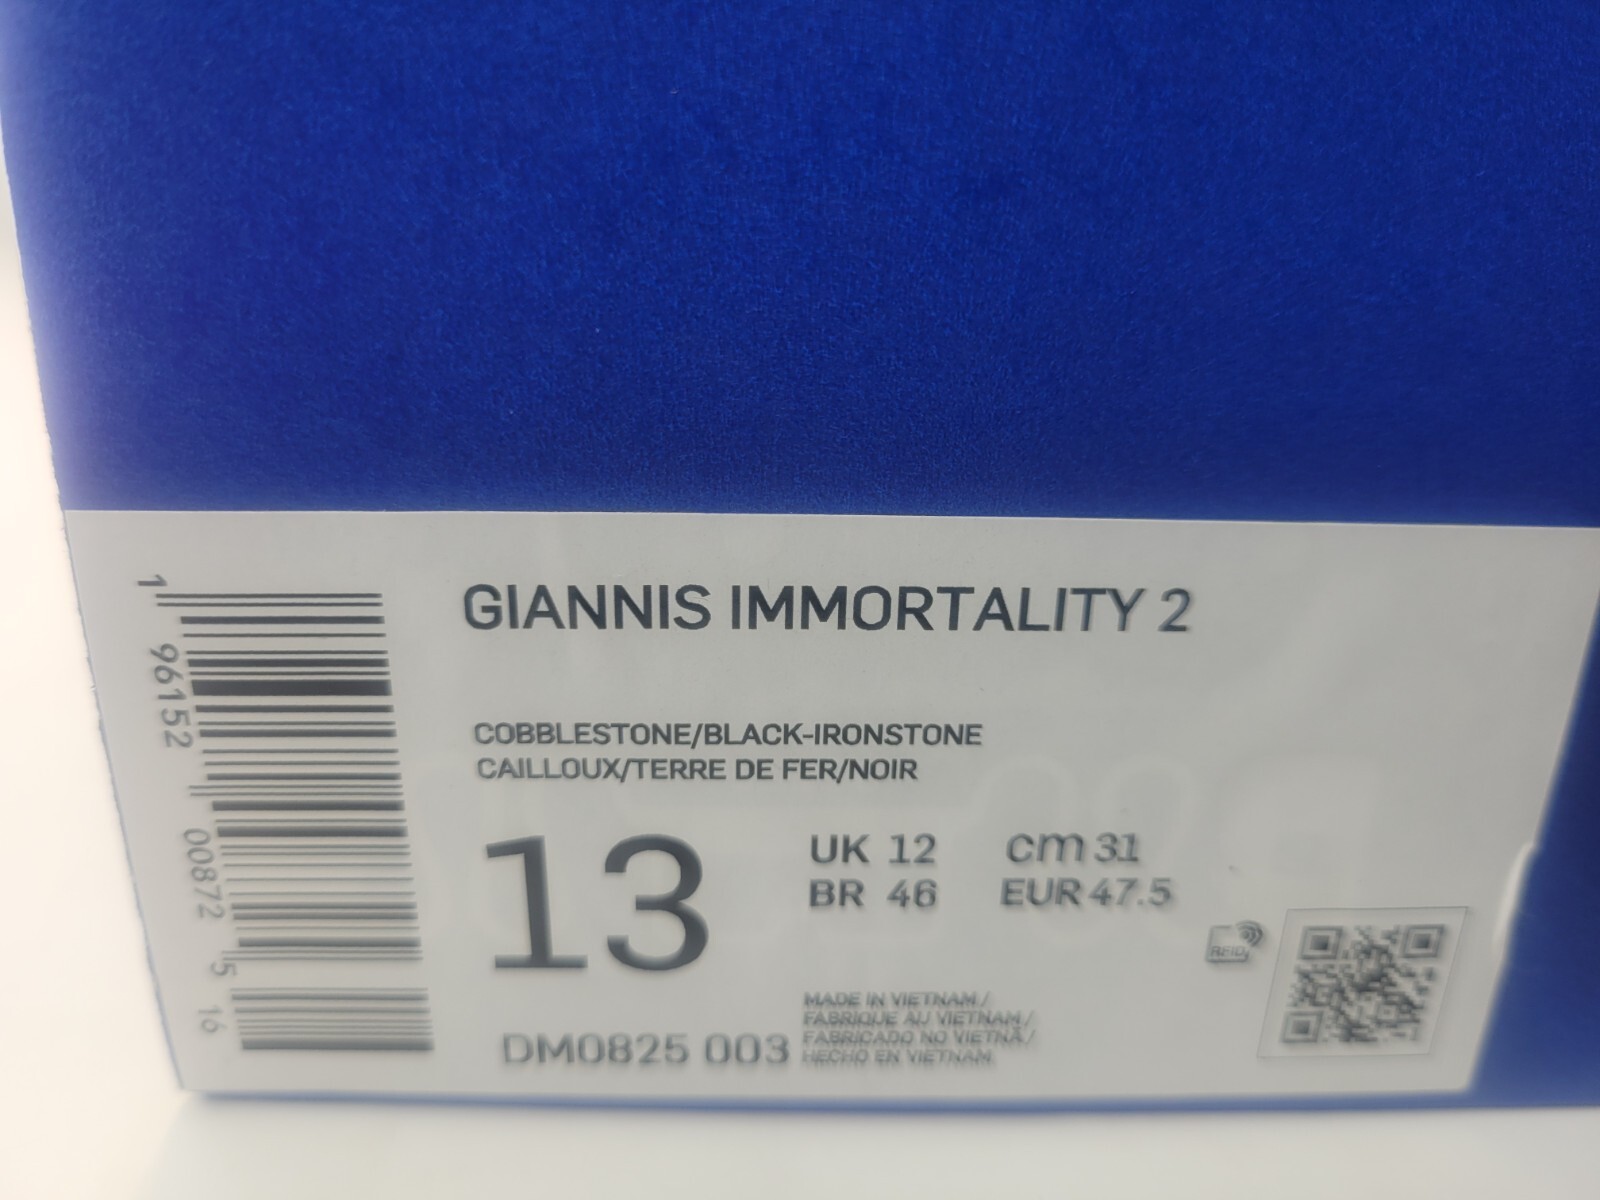 GIANNIS IMMORTALITY 2
COBBLESTONE/BLACK-IRONSTONE
CAILLOUX/TERRE DE FER/NOIR
13
UK 12 cm 31
BR 46 EUR 47.5
RFID
DM0825 003
MADE IN VIETNAM/
FABRIQUE AU VIETNAM/
FABRICADO NO VIETNÃ/
HECHO EN VIETNAM
1 96152 00872 5 16